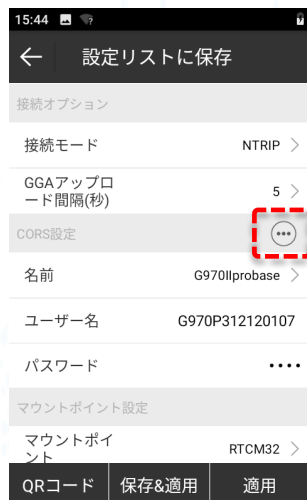 15:44
設定リストに保存
接続オプション
接続モード
NTRIP
GGAアップロ
ード間隔(秒)
5
CORS設定
名前
G970IIprobase
ユーザー名
G970P312120107
パスワード
••••
マウントポイント設定
マウントポイ
ント
RTCM32
QRコード
保存&適用
適用